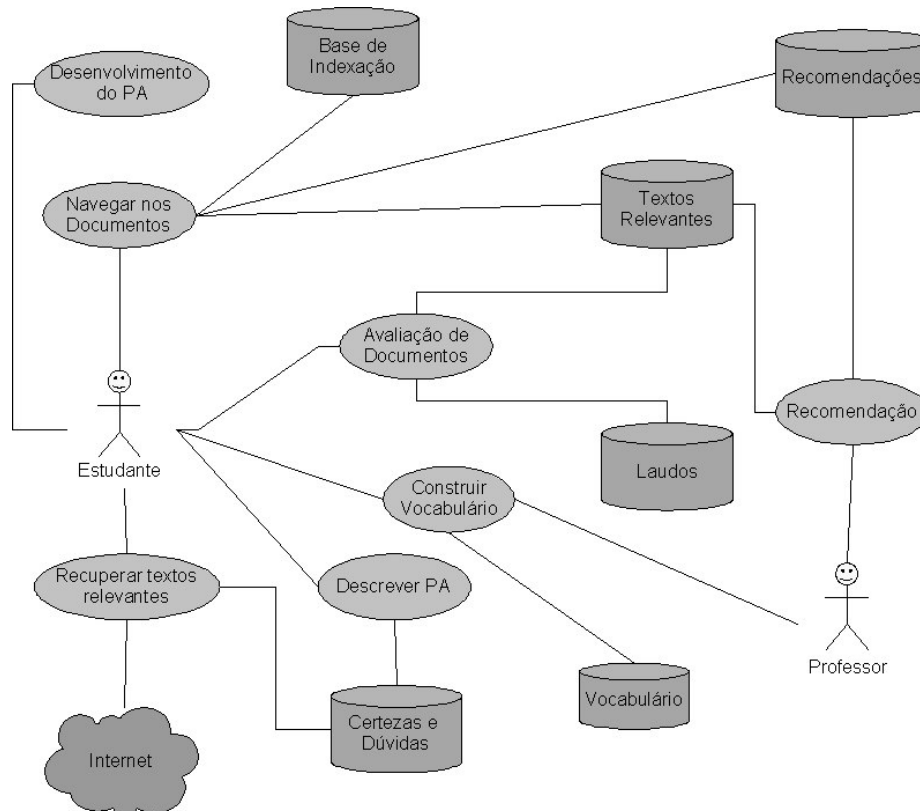 Base de
Indexação
Recomendações
Desenvolvimento
do PA
Navegar nos
Documentos
Textos
Relevantes
Avaliação de
Documentos
Recomendação
Estudante
Laudos
Construir
Vocabulário
Recuperar textos
relevantes
Descrever PA
Professor
Vocabulário
Certezas e
Dúvidas
Internet